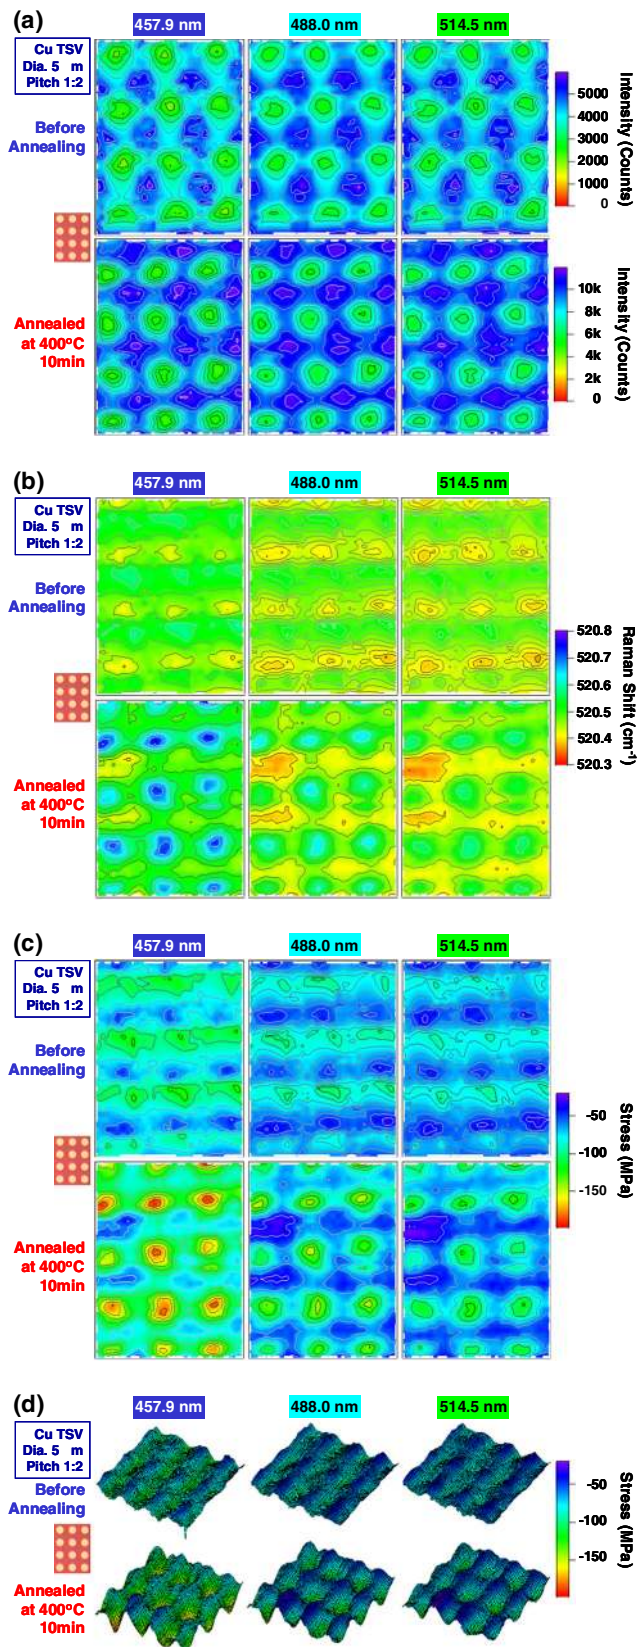 (a)
457.9 nm
488.0 nm
514.5 nm
Cu TSV
Dia. 5 m
Pitch 1:2
Before
Annealing
5000
4000
3000
2000
1000
0
Intensity (Counts)
Annealed
at 400ºC
10min
10k
8k
6k
4k
2k
0
Intensity (Counts)
(b)
457.9 nm
488.0 nm
514.5 nm
Cu TSV
Dia. 5 m
Pitch 1:2
Before
Annealing
520.8
520.7
520.6
520.5
520.4
520.3
Raman Shift (cm⁻¹)
Annealed
at 400ºC
10min
(c)
457.9 nm
488.0 nm
514.5 nm
Cu TSV
Dia. 5 m
Pitch 1:2
Before
Annealing
-50
-100
-150
Stress (MPa)
Annealed
at 400ºC
10min
(d)
457.9 nm
488.0 nm
514.5 nm
Cu TSV
Dia. 5 m
Pitch 1:2
Before
Annealing
-50
-100
-150
Stress (MPa)
Annealed
at 400ºC
10min